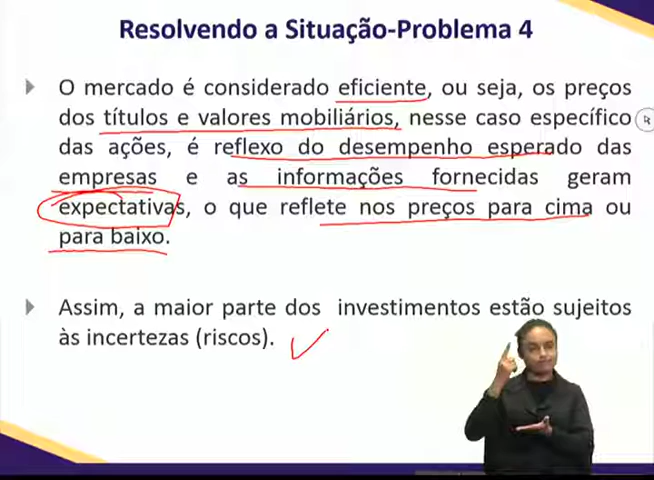 Resolvendo a Situação-Problema 4
O mercado é considerado eficiente, ou seja, os preços
dos títulos e valores mobiliários, nesse caso específico
das ações, é reflexo do desempenho esperado das
empresas e as informações fornecidas geram
expectativas, o que reflete nos preços para cima ou
para baixo.
Assim, a maior parte dos investimentos estão sujeitos
às incertezas (riscos).